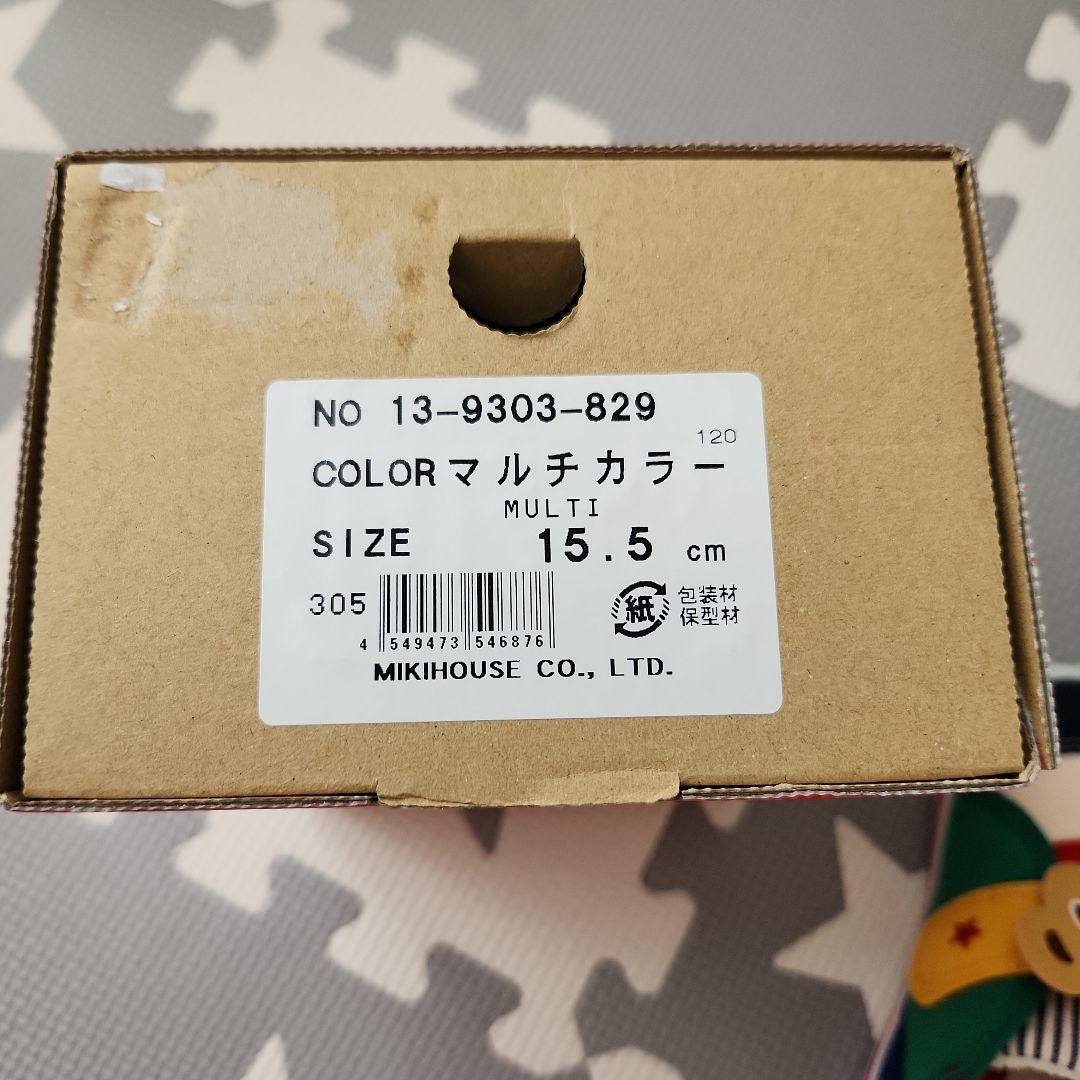 NO 13-9303-829
120
COLORマルチカラー
MULTI
SIZE 15.5 cm
305
4 549473 546876
紙 包装材
保型材
MIKIHOUSE CO., LTD.